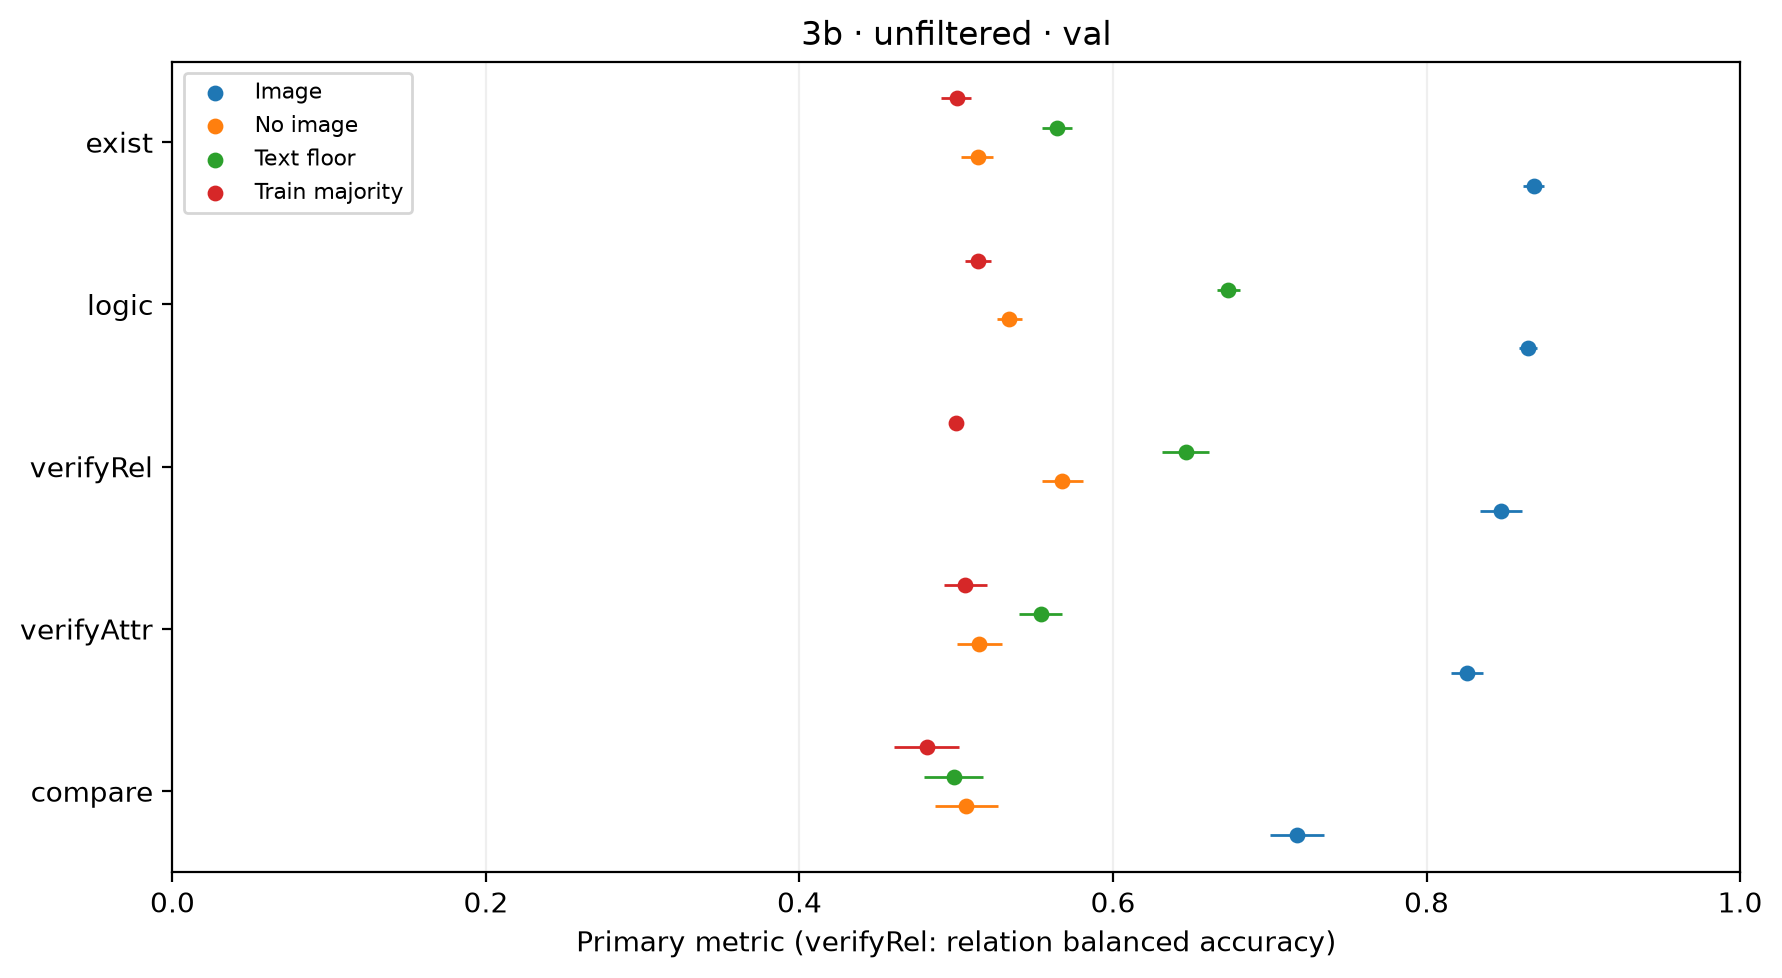 3b · unfiltered · val
Image
No image
Text floor
Train majority
exist
logic
verifyRel
verifyAttr
compare
0.0 0.2 0.4 0.6 0.8 1.0
Primary metric (verifyRel: relation balanced accuracy)